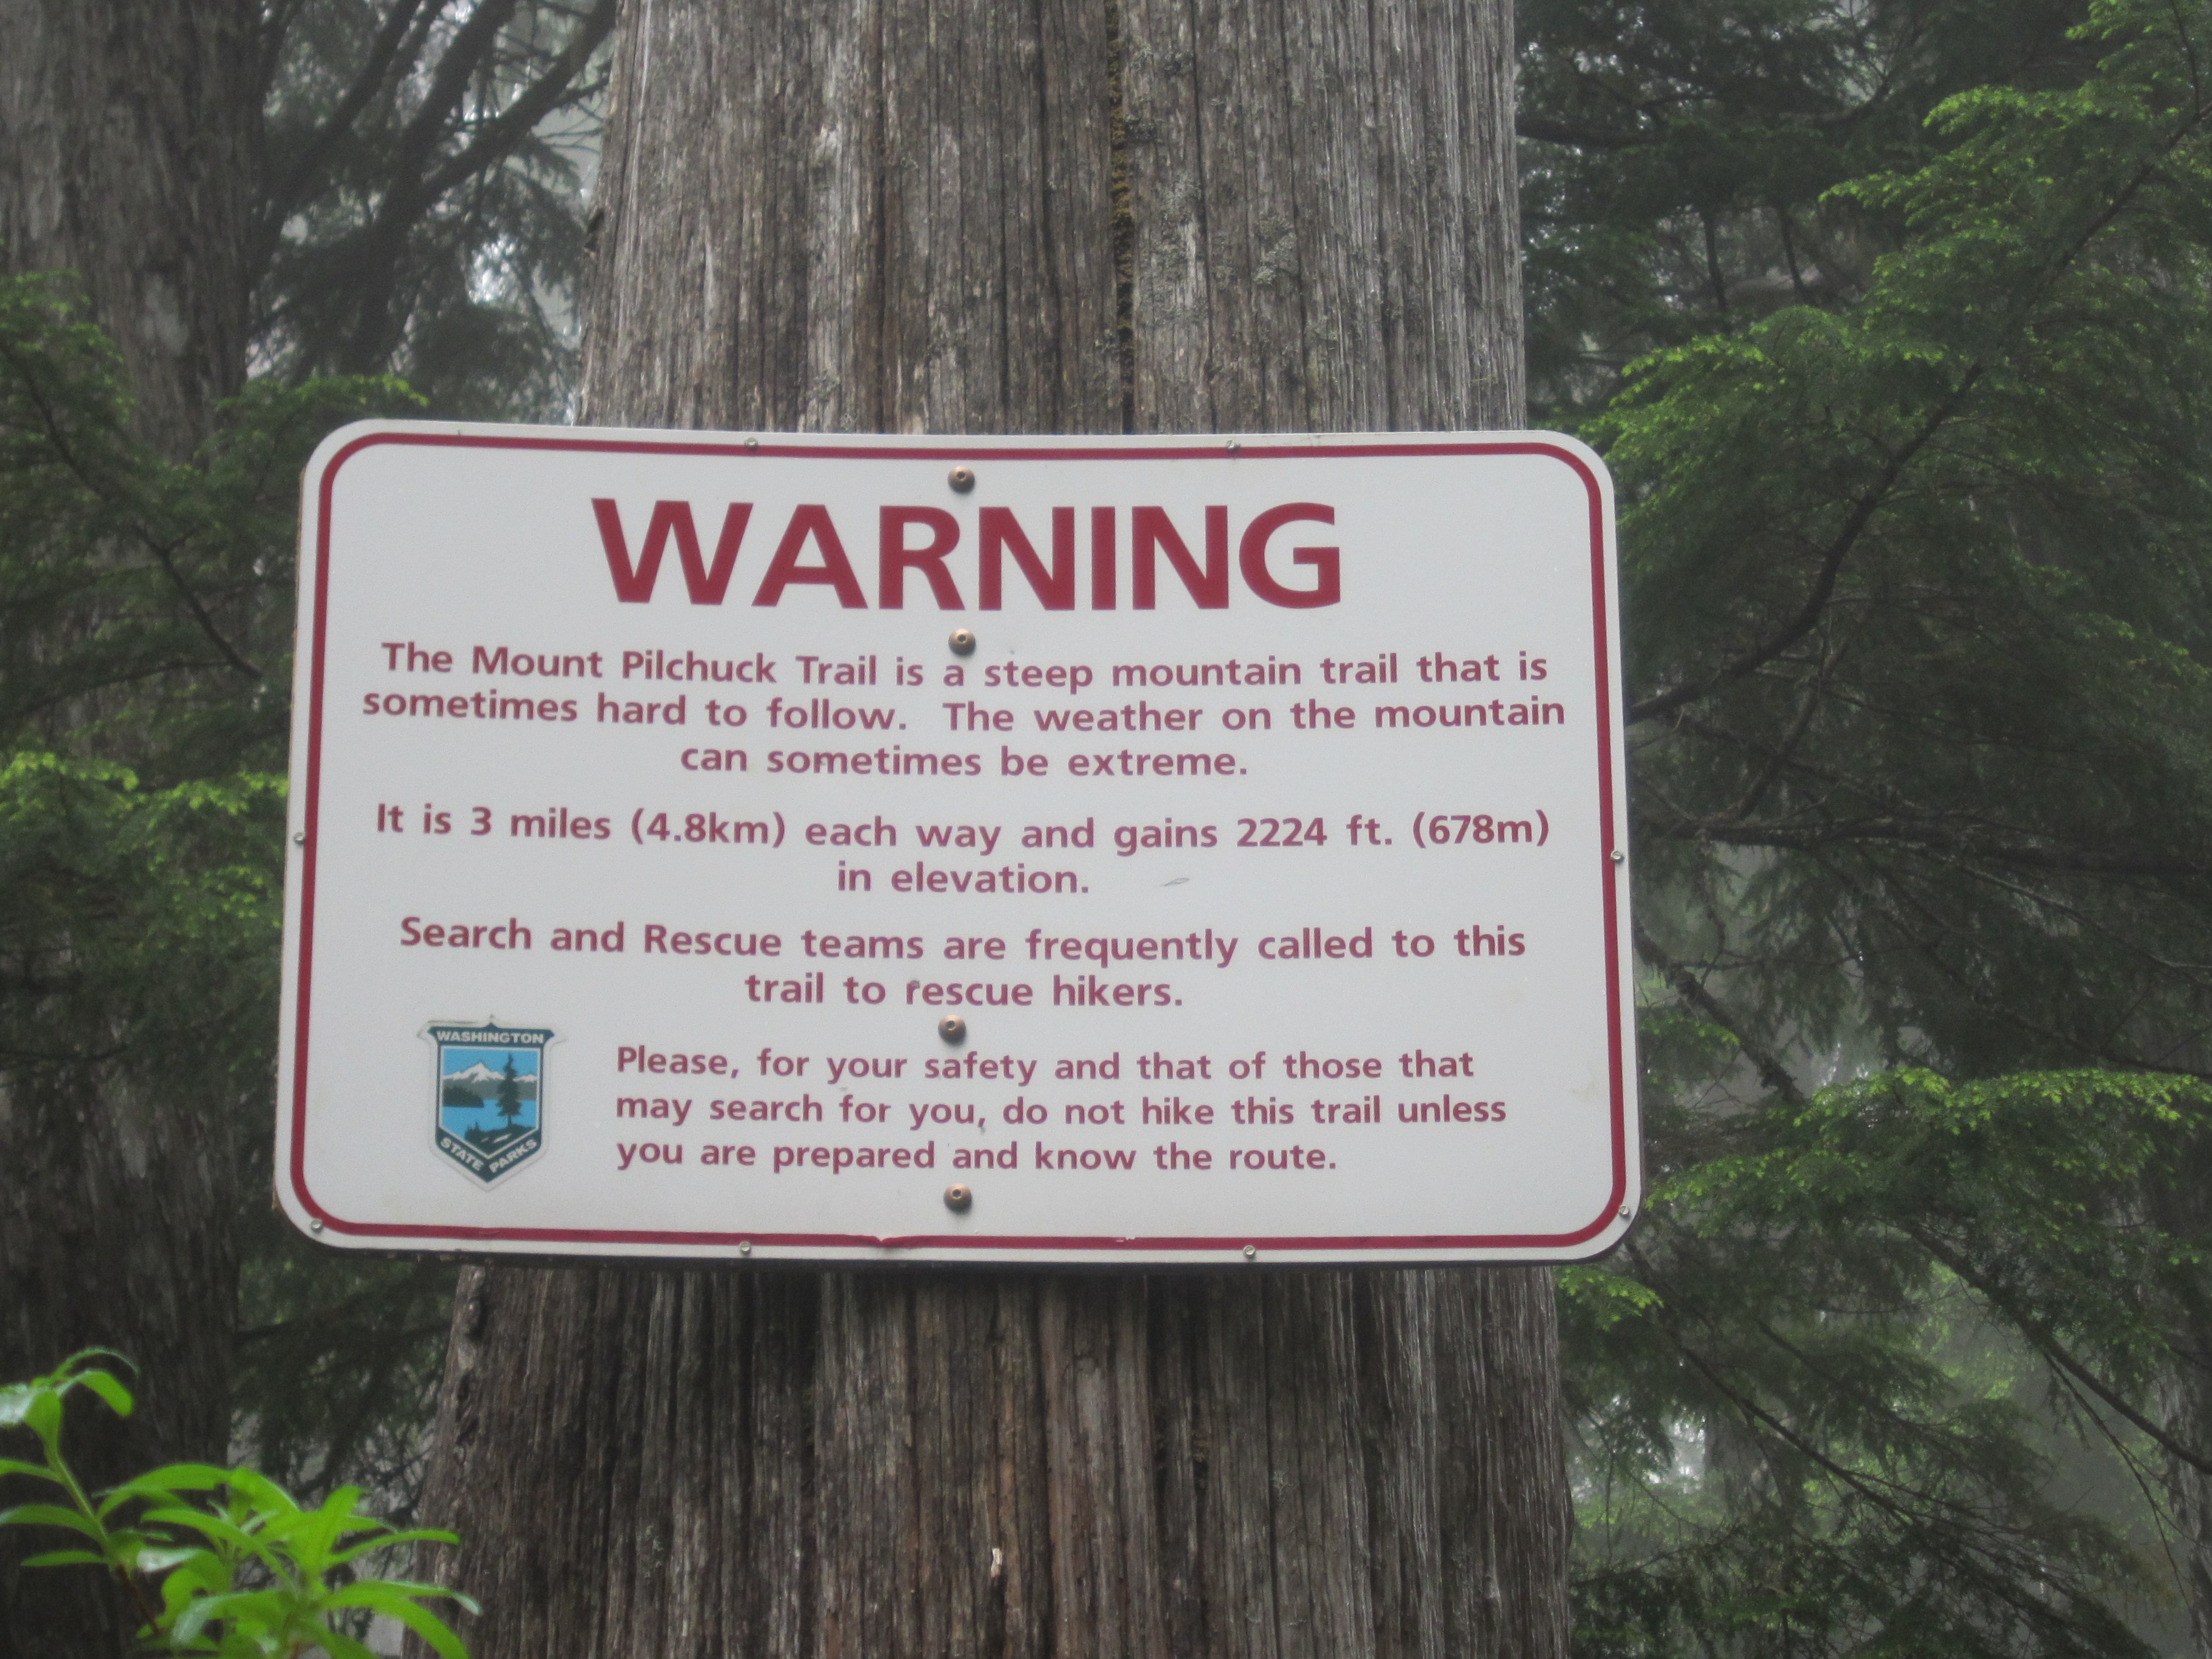 WARNING
The Mount Pilchuck Trail is a steep mountain trail that is
sometimes hard to follow. The weather on the mountain
can sometimes be extreme.
It is 3 miles (4.8km) each way and gains 2224 ft. (678m)
in elevation.
Search and Rescue teams are frequently called to this
trail to rescue hikers.
WASHINGTON
STATE PARKS
Please, for your safety and that of those that
may search for you, do not hike this trail unless
you are prepared and know the route.